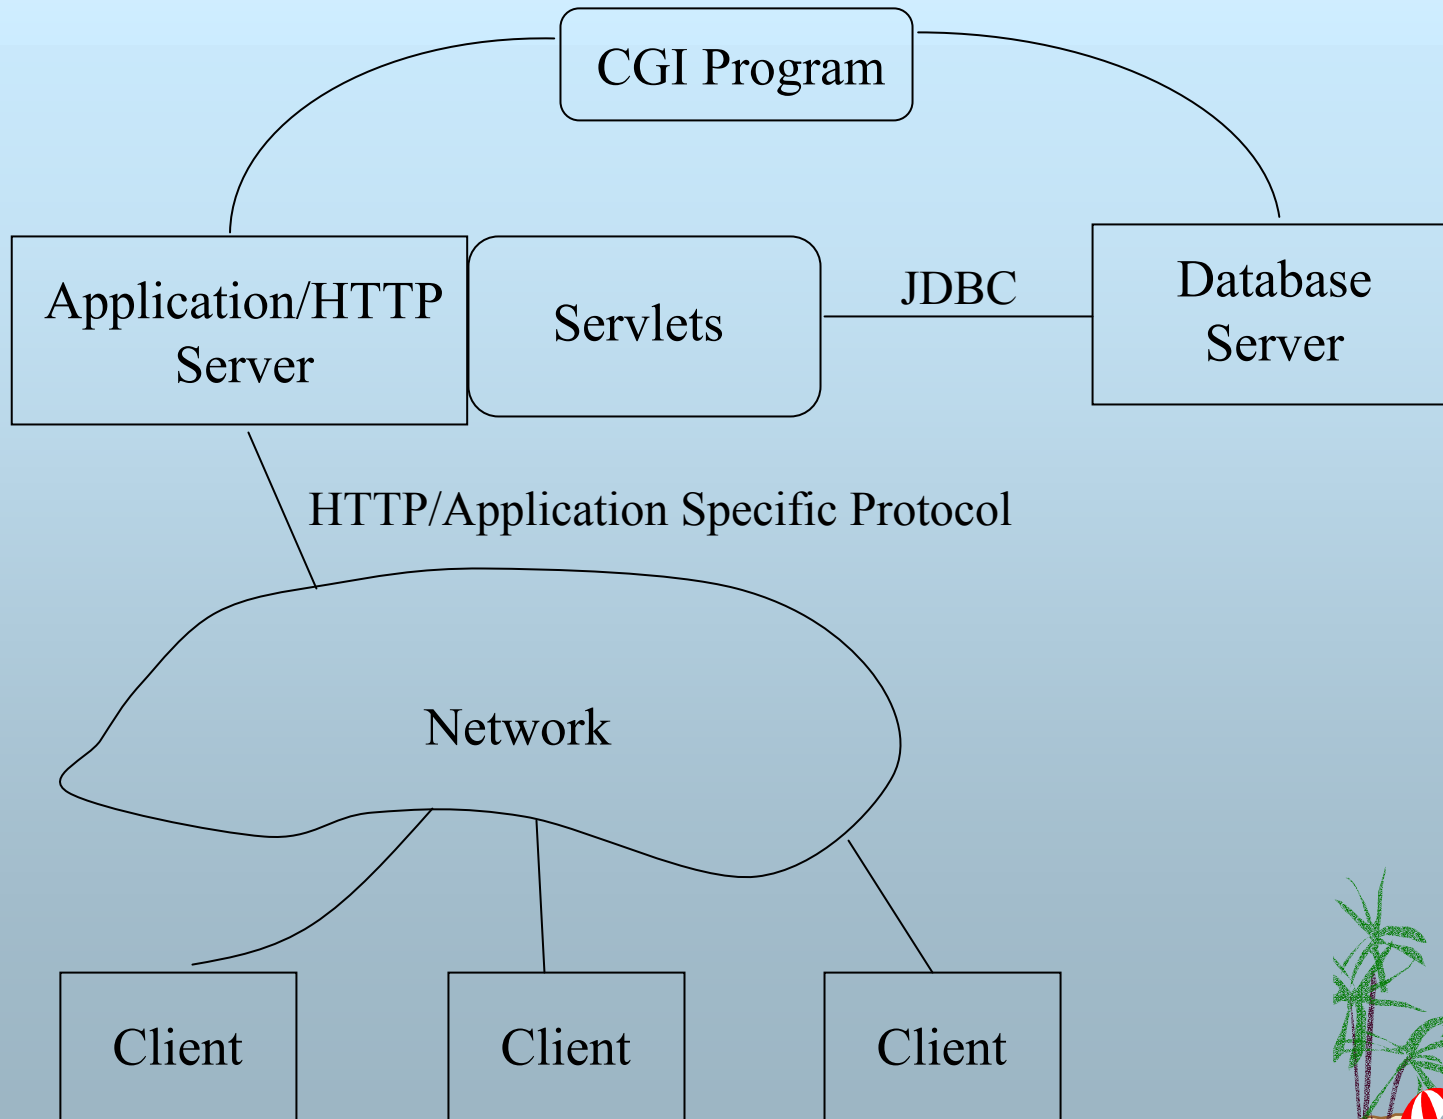 CGI Program
Application/HTTP
Server
Servlets
JDBC
Database
Server
HTTP/Application Specific Protocol
Network
Client
Client
Client